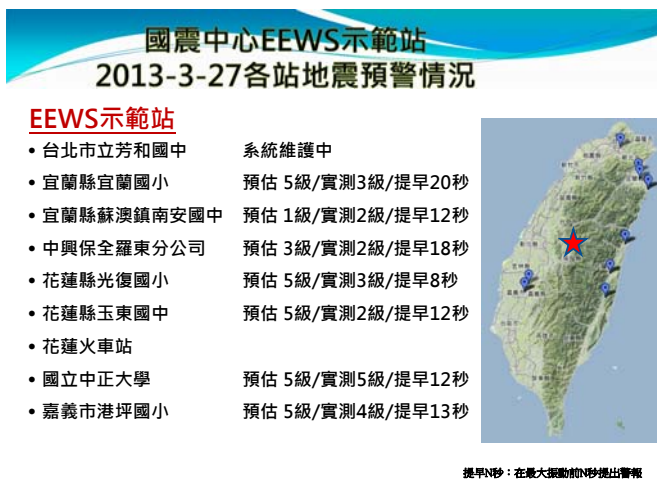 國震中心EEWS示範站
2013-3-27各站地震預警情況
EEWS示範站
• 台北市立芳和國中 系統維護中
• 宜蘭縣宜蘭國小 預估 5級/實測3級/提早20秒
• 宜蘭縣蘇澳鎮南安國中 預估 1級/實測2級/提早12秒
• 中興保全羅東分公司 預估 3級/實測2級/提早18秒
• 花蓮縣光復國小 預估 5級/實測3級/提早8秒
• 花蓮縣玉東國中 預估 5級/實測2級/提早12秒
• 花蓮火車站
• 國立中正大學 預估 5級/實測5級/提早12秒
• 嘉義市港坪國小 預估 5級/實測4級/提早13秒
提早N秒：在最大振動前N秒提出警報